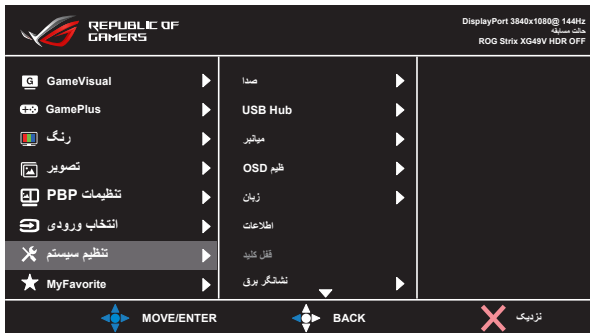 REPUBLIC OF
GAMERS
DisplayPort 3840x1080@ 144Hz
حالت مسابقه
ROG Strix XG49V HDR OFF
GameVisual
GamePlus
رنگ
تصویر
تنظیمات PBP
انتخاب ورودی
تنظیم سیستم
MyFavorite
صدا
USB Hub
میانبر
ظیم OSD
زبان
اطلاعات
قفل کلید
نشانگر برق
MOVE/ENTER
BACK
نزدیک